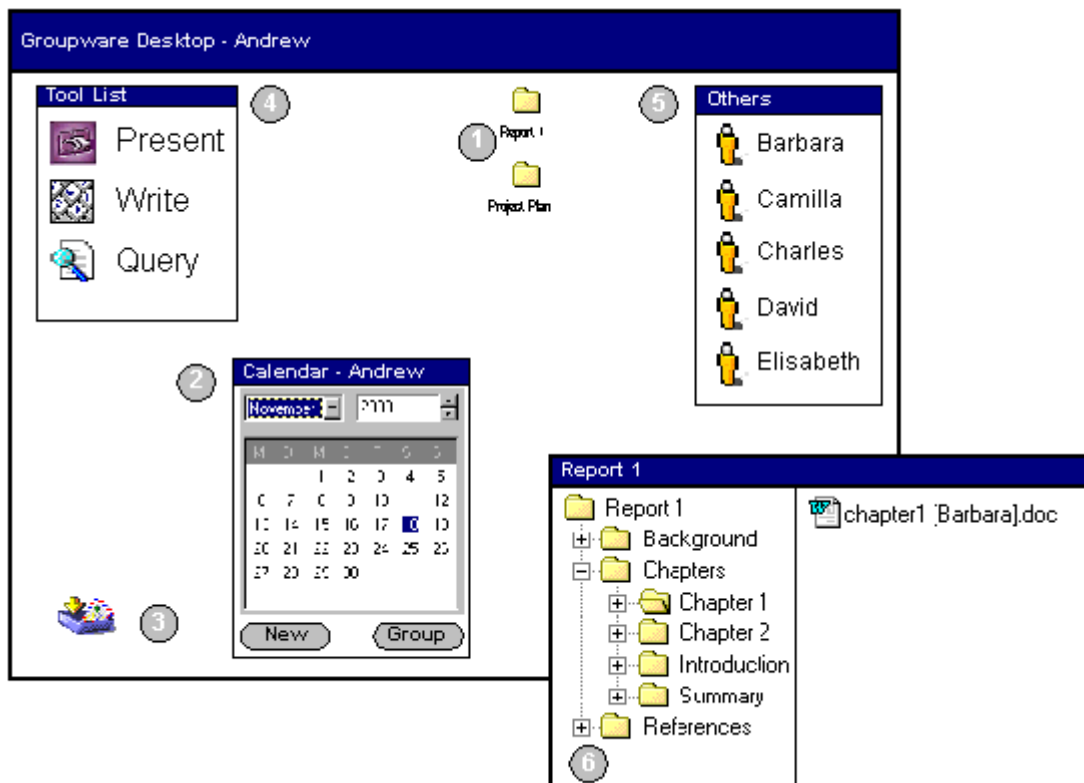 Groupware Desktop - Andrew
Tool List
4
Present
Write
Query
1
Report 1
Project Plan
5
Others
Barbara
Camilla
Charles
David
Elisabeth
2
Calendar - Andrew
November
1 2 3 4 5
6 7 8 9 10 12
13 14 15 16 17 18 19
20 21 22 23 24 25 26
27 28 29 30
New Group
3
Report 1
Report 1
Background
Chapters
Chapter 1
Chapter 2
Introduction
Summary
References
6
chapter1 [Barbara].doc